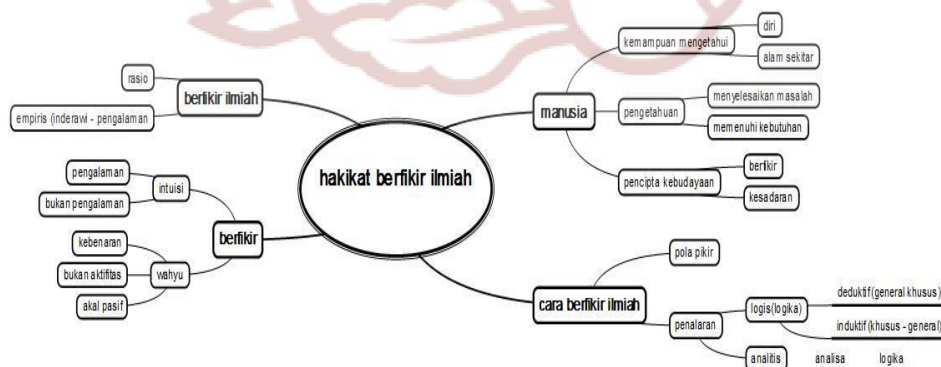 hakikat berfikir ilmiah
berfikir ilmiah
rasio
empiris (inderawi - pengalaman
berfikir
intuisi
pengalaman
bukan pengalaman
wahyu
kebenaran
bukan aktifitas
akal pasif
manusia
kemampuan mengetahui
diri
alam sekitar
pengetahuan
menyelesaikan masalah
memenuhi kebutuhan
pencipta kebudayaan
berfikir
kesadaran
cara berfikir ilmiah
pola pikir
penalaran
logis(logika)
deduktif (general khusus)
induktif (khusus - general)
analitis analisa logika